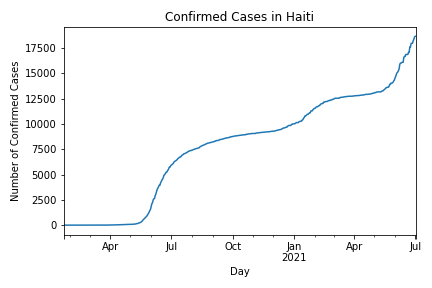 Confirmed Cases in Haiti
Number of Confirmed Cases
17500
15000
12500
10000
7500
5000
2500
0
Apr Jul Oct Jan Apr Jul
2021
Day